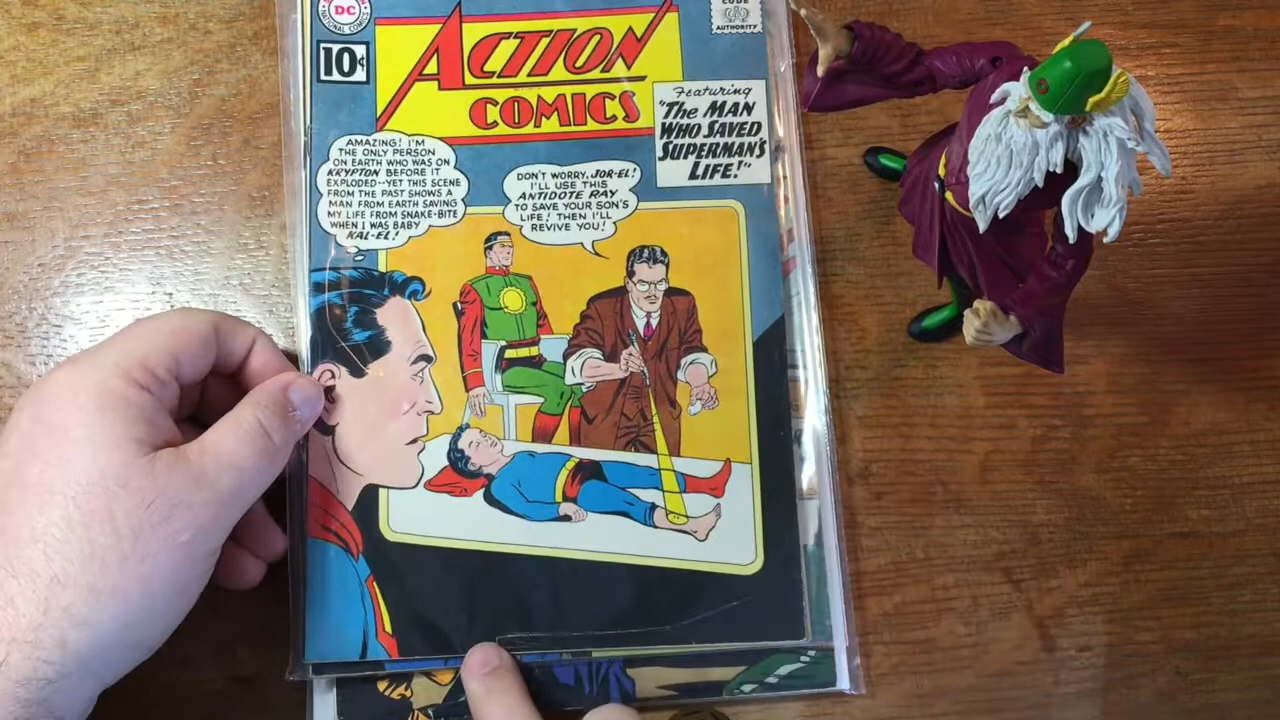 DC
NATIONAL COMICS
10¢
CODE
AUTHORITY
ACTION
COMICS
Featuring
"The MAN
WHO SAVED
SUPERMAN'S
LIFE!"
AMAZING! I'M
THE ONLY PERSON
ON EARTH WHO WAS ON
KRYPTON BEFORE IT
EXPLODED--YET THIS SCENE
FROM THE PAST SHOWS A
MAN FROM EARTH SAVING
MY LIFE FROM SNAKE-BITE
WHEN I WAS BABY
KAL-EL!
DON'T WORRY, JOR-EL!
I'LL USE THIS
ANTIDOTE RAY
TO SAVE YOUR SON'S
LIFE! THEN I'LL
REVIVE YOU!